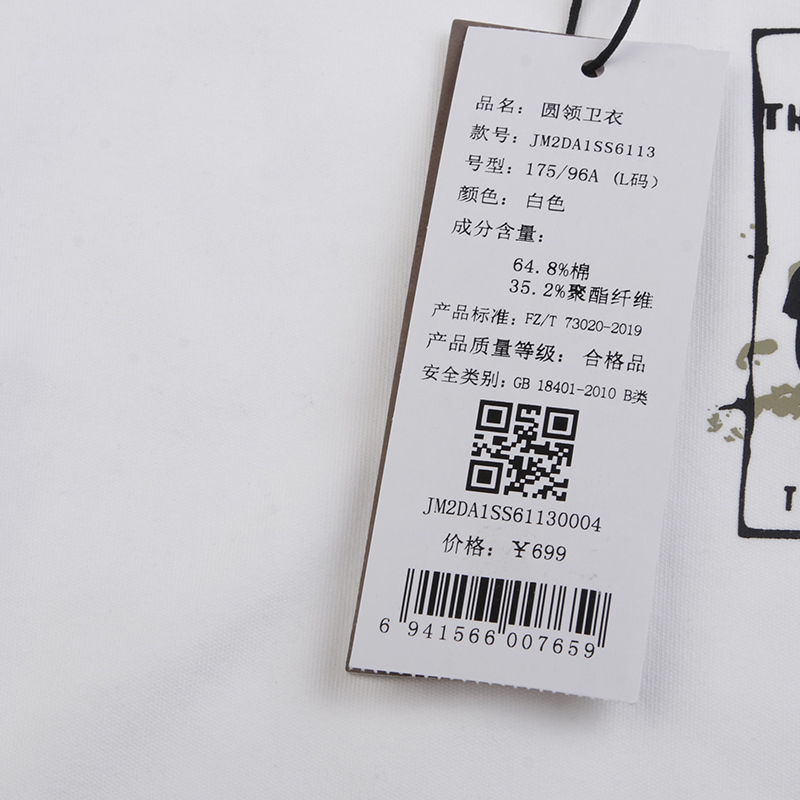 品名: 圆领卫衣
款号: JM2DA1SS6113
号型: 175/96A (L码)
颜色: 白色
成分含量:
64.8%棉
35.2%聚酯纤维
产品标准: FZ/T 73020-2019
产品质量等级: 合格品
安全类别: GB 18401-2010 B类
JM2DA1SS61130004
价格: ¥699
6 941566 007659
TH
T